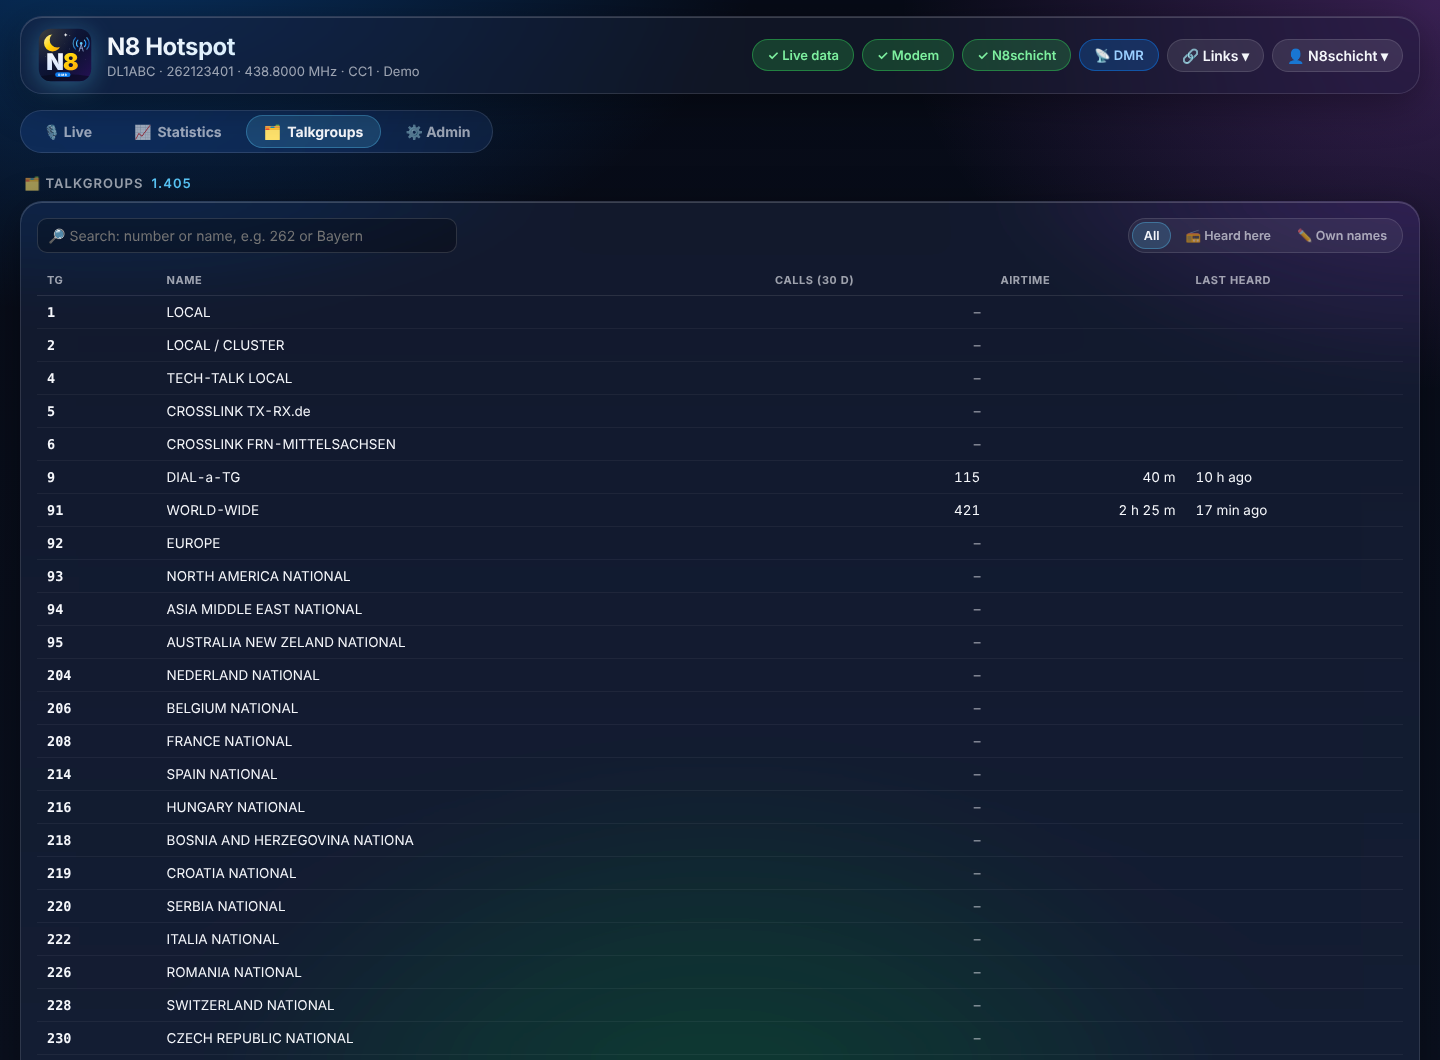 N8
DMR
N8 Hotspot
DL1ABC · 262123401 · 438.8000 MHz · CC1 · Demo
✓ Live data
✓ Modem
✓ N8schicht
📡 DMR
🔗 Links ▾
👤 N8schicht ▾
🎙️ Live
📈 Statistics
🗂️ Talkgroups
⚙️ Admin
🗂️ TALKGROUPS 1.405
🔎 Search: number or name, e.g. 262 or Bayern
All
📻 Heard here
✏️ Own names
TG NAME CALLS (30 D) AIRTIME LAST HEARD
1 LOCAL –
2 LOCAL / CLUSTER –
4 TECH-TALK LOCAL –
5 CROSSLINK TX-RX.de –
6 CROSSLINK FRN-MITTELSACHSEN –
9 DIAL-a-TG 115 40 m 10 h ago
91 WORLD-WIDE 421 2 h 25 m 17 min ago
92 EUROPE –
93 NORTH AMERICA NATIONAL –
94 ASIA MIDDLE EAST NATIONAL –
95 AUSTRALIA NEW ZELAND NATIONAL –
204 NEDERLAND NATIONAL –
206 BELGIUM NATIONAL –
208 FRANCE NATIONAL –
214 SPAIN NATIONAL –
216 HUNGARY NATIONAL –
218 BOSNIA AND HERZEGOVINA NATIONA –
219 CROATIA NATIONAL –
220 SERBIA NATIONAL –
222 ITALIA NATIONAL –
226 ROMANIA NATIONAL –
228 SWITZERLAND NATIONAL –
230 CZECH REPUBLIC NATIONAL –